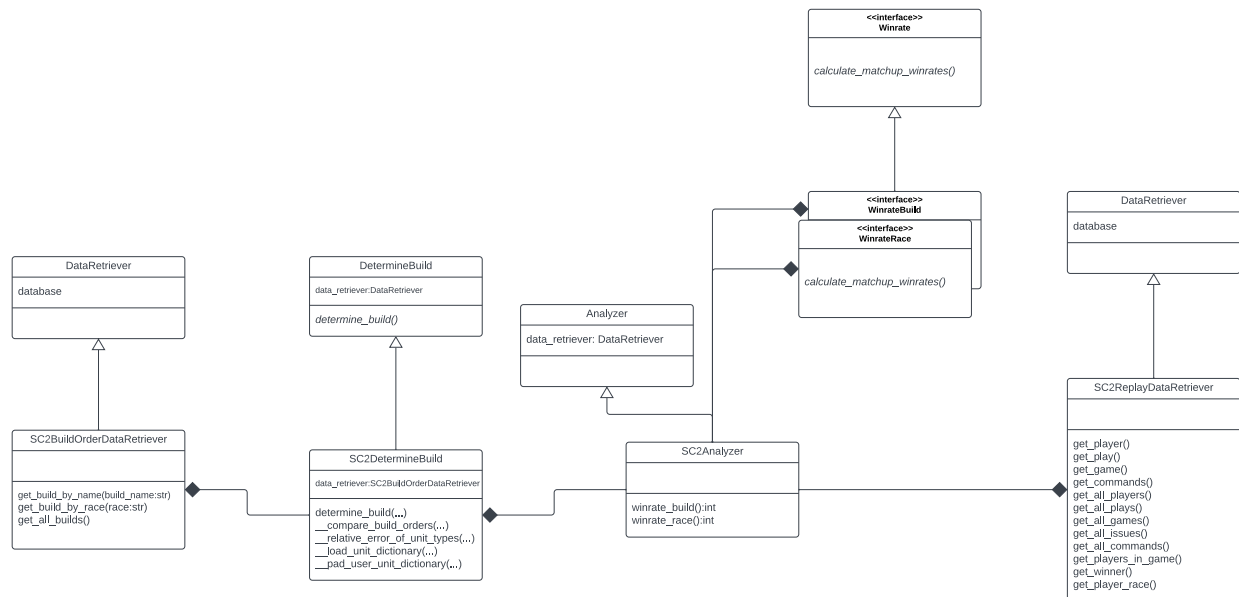 <<interface>>
Winrate
calculate_matchup_winrates()
<<interface>>
WinrateBuild
<<interface>>
WinrateRace
calculate_matchup_winrates()
DataRetriever
database
DataRetriever
database
DetermineBuild
data_retriever:DataRetriever
determine_build()
Analyzer
data_retriever: DataRetriever
SC2BuildOrderDataRetriever
get_build_by_name(build_name:str)
get_build_by_race(race:str)
get_all_builds()
SC2DetermineBuild
data_retriever:SC2BuildOrderDataRetriever
determine_build(...)
__compare_build_orders(...)
__relative_error_of_unit_types(...)
__load_unit_dictionary(...)
__pad_user_unit_dictionary(...)
SC2Analyzer
winrate_build():int
winrate_race():int
SC2ReplayDataRetriever
get_player()
get_play()
get_game()
get_commands()
get_all_players()
get_all_plays()
get_all_games()
get_all_issues()
get_all_commands()
get_players_in_game()
get_winner()
get_player_race()